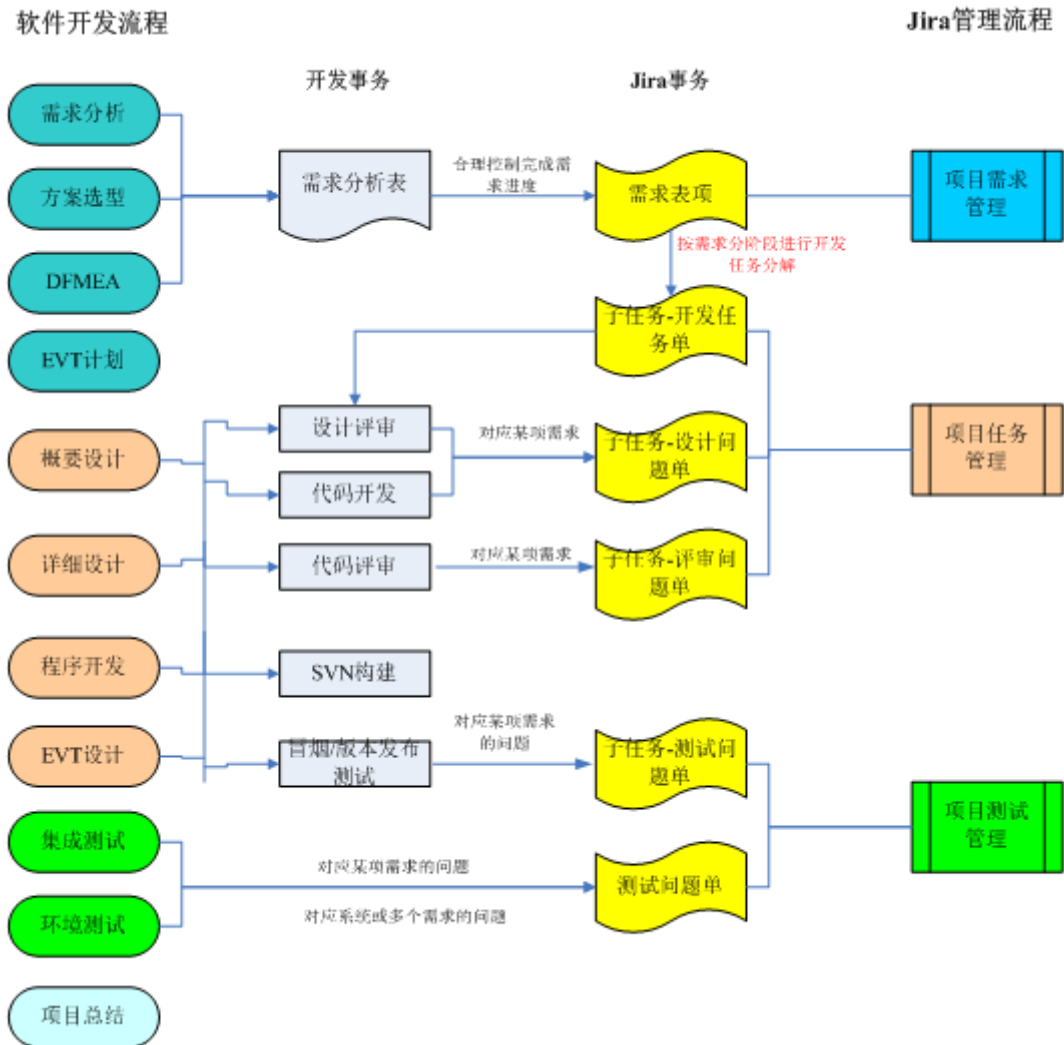 软件开发流程
Jira管理流程
开发事务
Jira事务
需求分析
方案选型
DFMEA
EVT计划
概要设计
详细设计
程序开发
EVT设计
集成测试
环境测试
项目总结
需求分析表
合理控制完成需
求进度
需求表项
项目需求
管理
按需求分阶段进行开发
任务分解
子任务-开发任
务单
设计评审
代码开发
对应某项需求
子任务-设计问
题单
项目任务
管理
代码评审
对应某项需求
子任务-评审问
题单
SVN构建
冒烟/版本发布
测试
对应某项需求
的问题
子任务-测试问
题单
项目测试
管理
对应某项需求的问题
对应系统或多个需求的问题
测试问题单